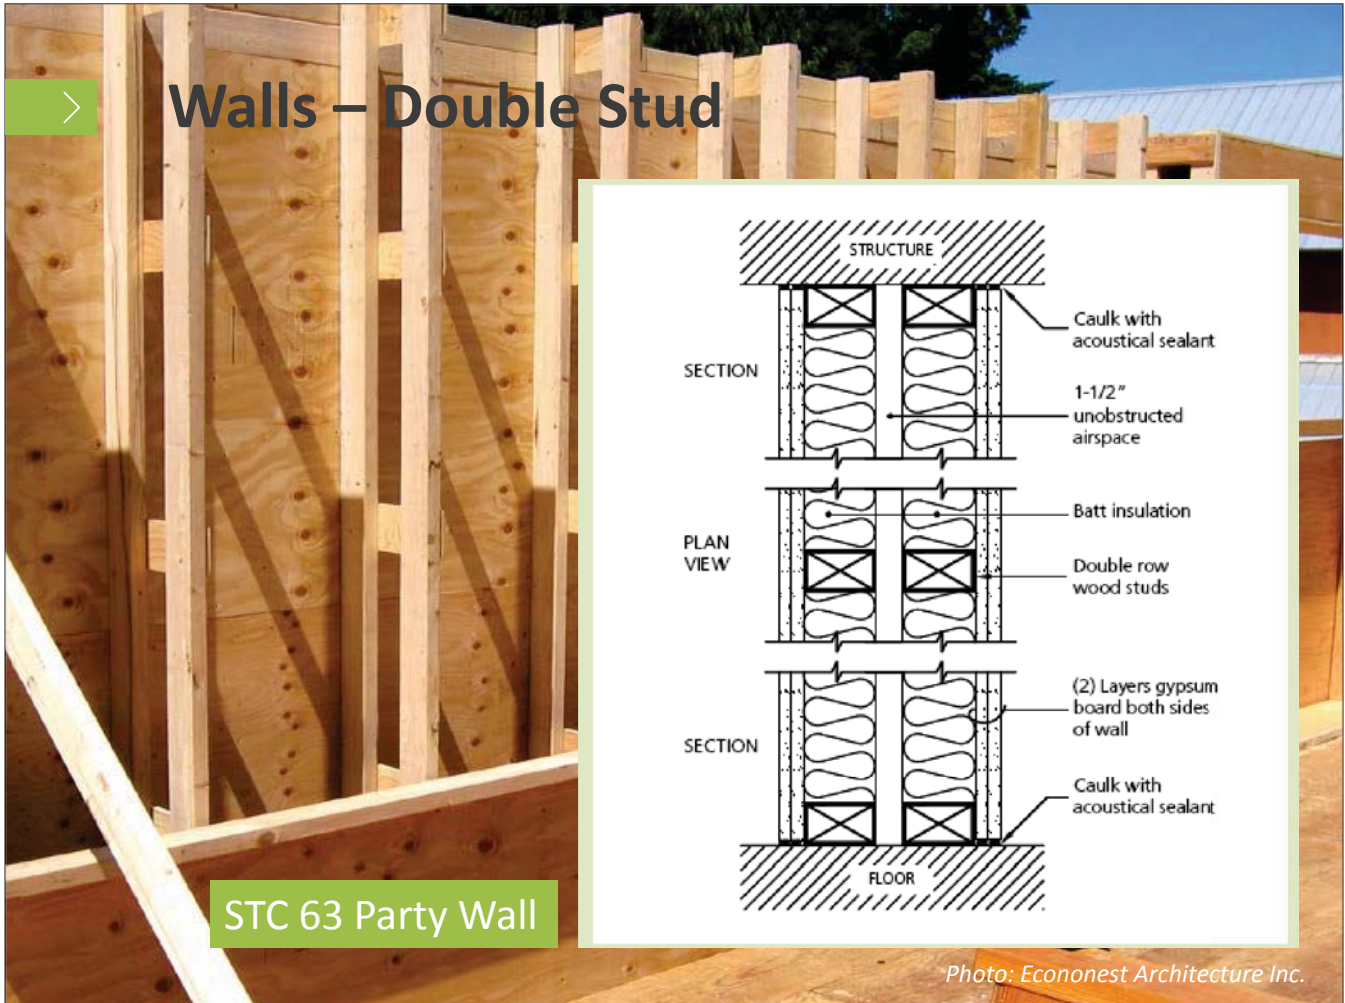 Walls – Double Stud
STRUCTURE
SECTION
Caulk with
acoustical sealant
1-1/2"
unobstructed
airspace
PLAN
VIEW
Batt insulation
Double row
wood studs
SECTION
(2) Layers gypsum
board both sides
of wall
Caulk with
acoustical sealant
FLOOR
STC 63 Party Wall
Photo: Econonest Architecture Inc.